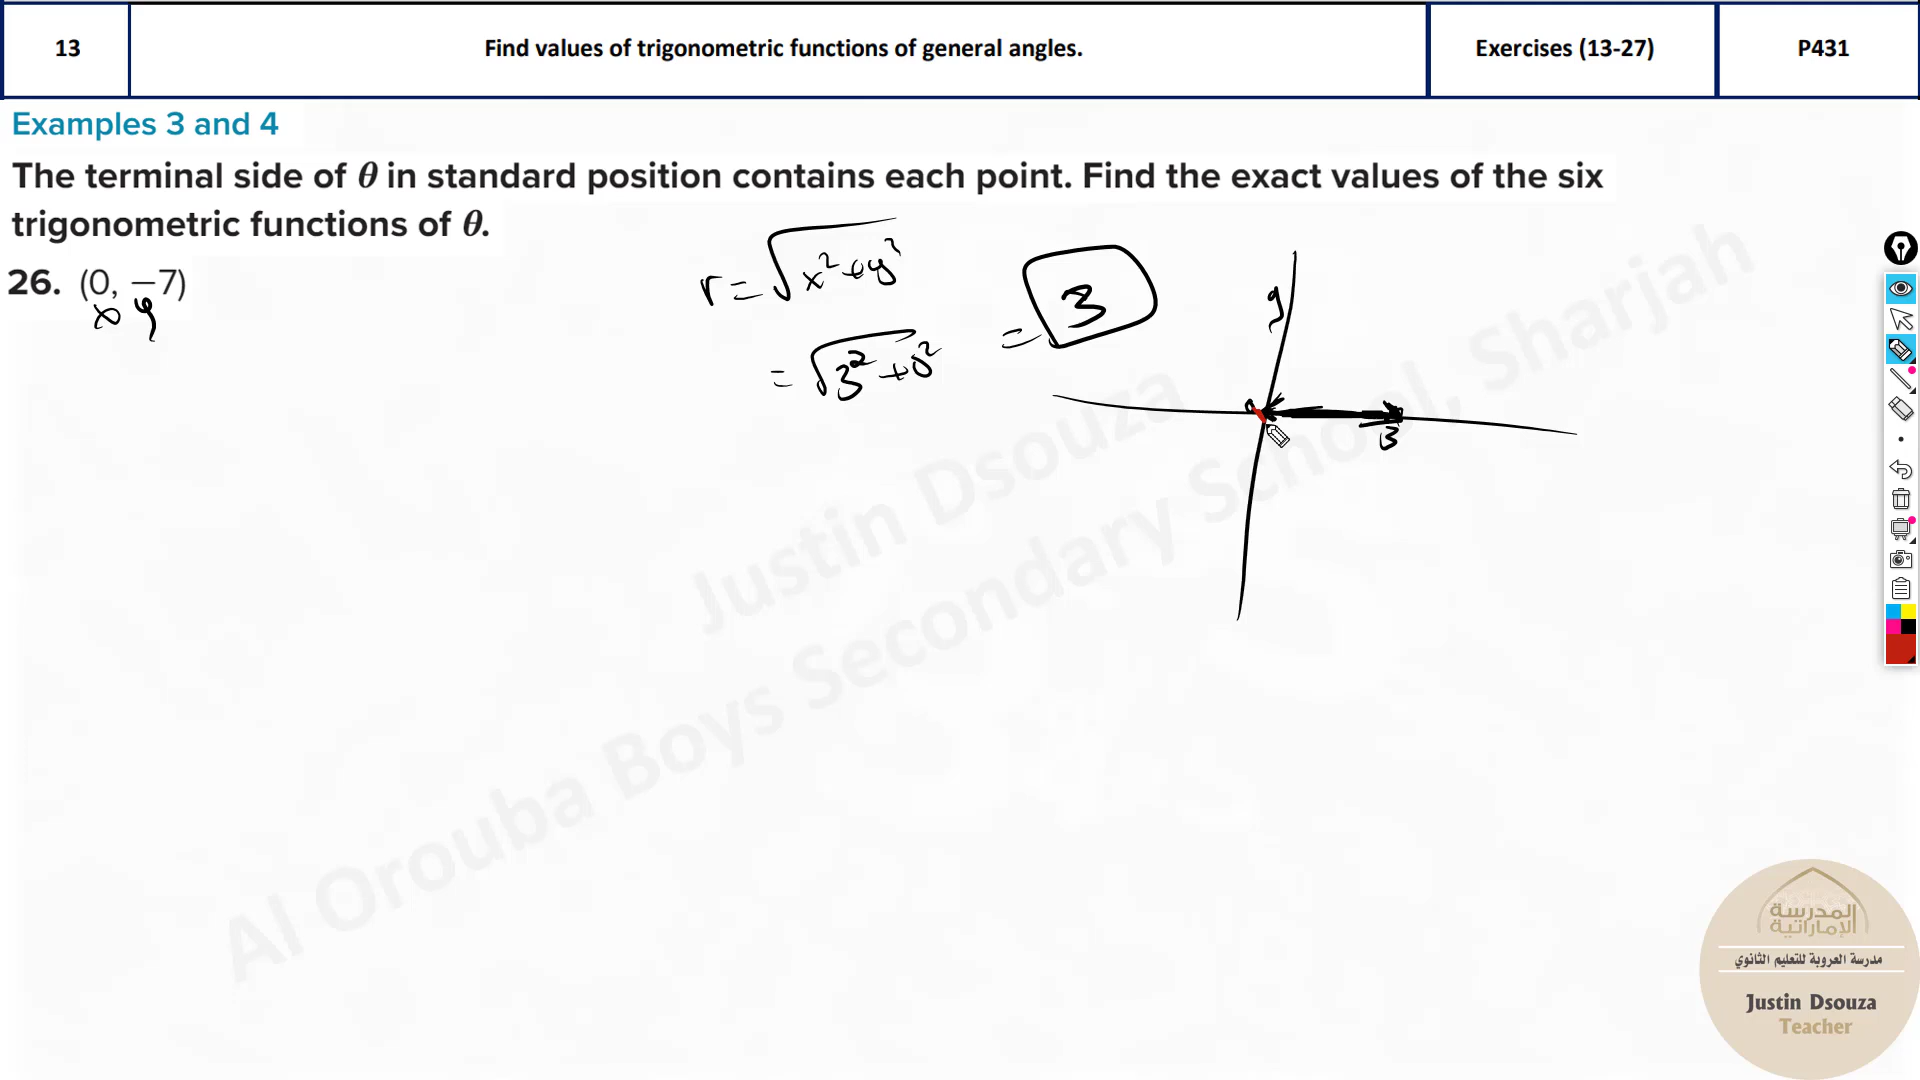 13 Find values of trigonometric functions of general angles. Exercises (13-27) P431
Examples 3 and 4
The terminal side of θ in standard position contains each point. Find the exact values of the six
trigonometric functions of θ.
26. (0, −7)
x y
r = √x² + y²
= √3² + 0²
= 3
y
3
Justin Dsouza
Al Orouba Boys Secondary School, Sharjah
المدرسة
الإماراتية
مدرسة العروبة للتعليم الثانوي
Justin Dsouza
Teacher